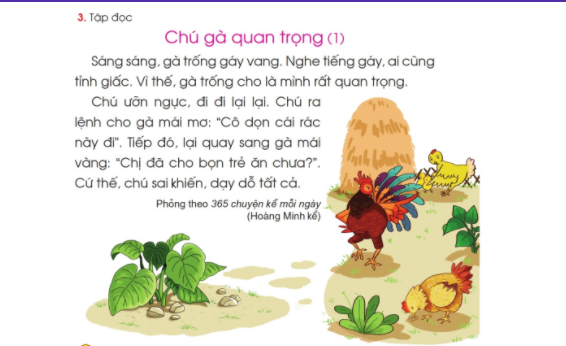 3. Tập đọc
Chú gà quan trọng (1)
Sáng sáng, gà trống gáy vang. Nghe tiếng gáy, ai cũng
tỉnh giấc. Vì thế, gà trống cho là mình rất quan trọng.
Chú ưỡn ngực, đi đi lại lại. Chú ra
lệnh cho gà mái mơ: “Cô dọn cái rác
này đi”. Tiếp đó, lại quay sang gà mái
vàng: “Chị đã cho bọn trẻ ăn chưa?”.
Cứ thế, chú sai khiến, dạy dỗ tất cả.
Phỏng theo 365 chuyện kể mỗi ngày
(Hoàng Minh kể)